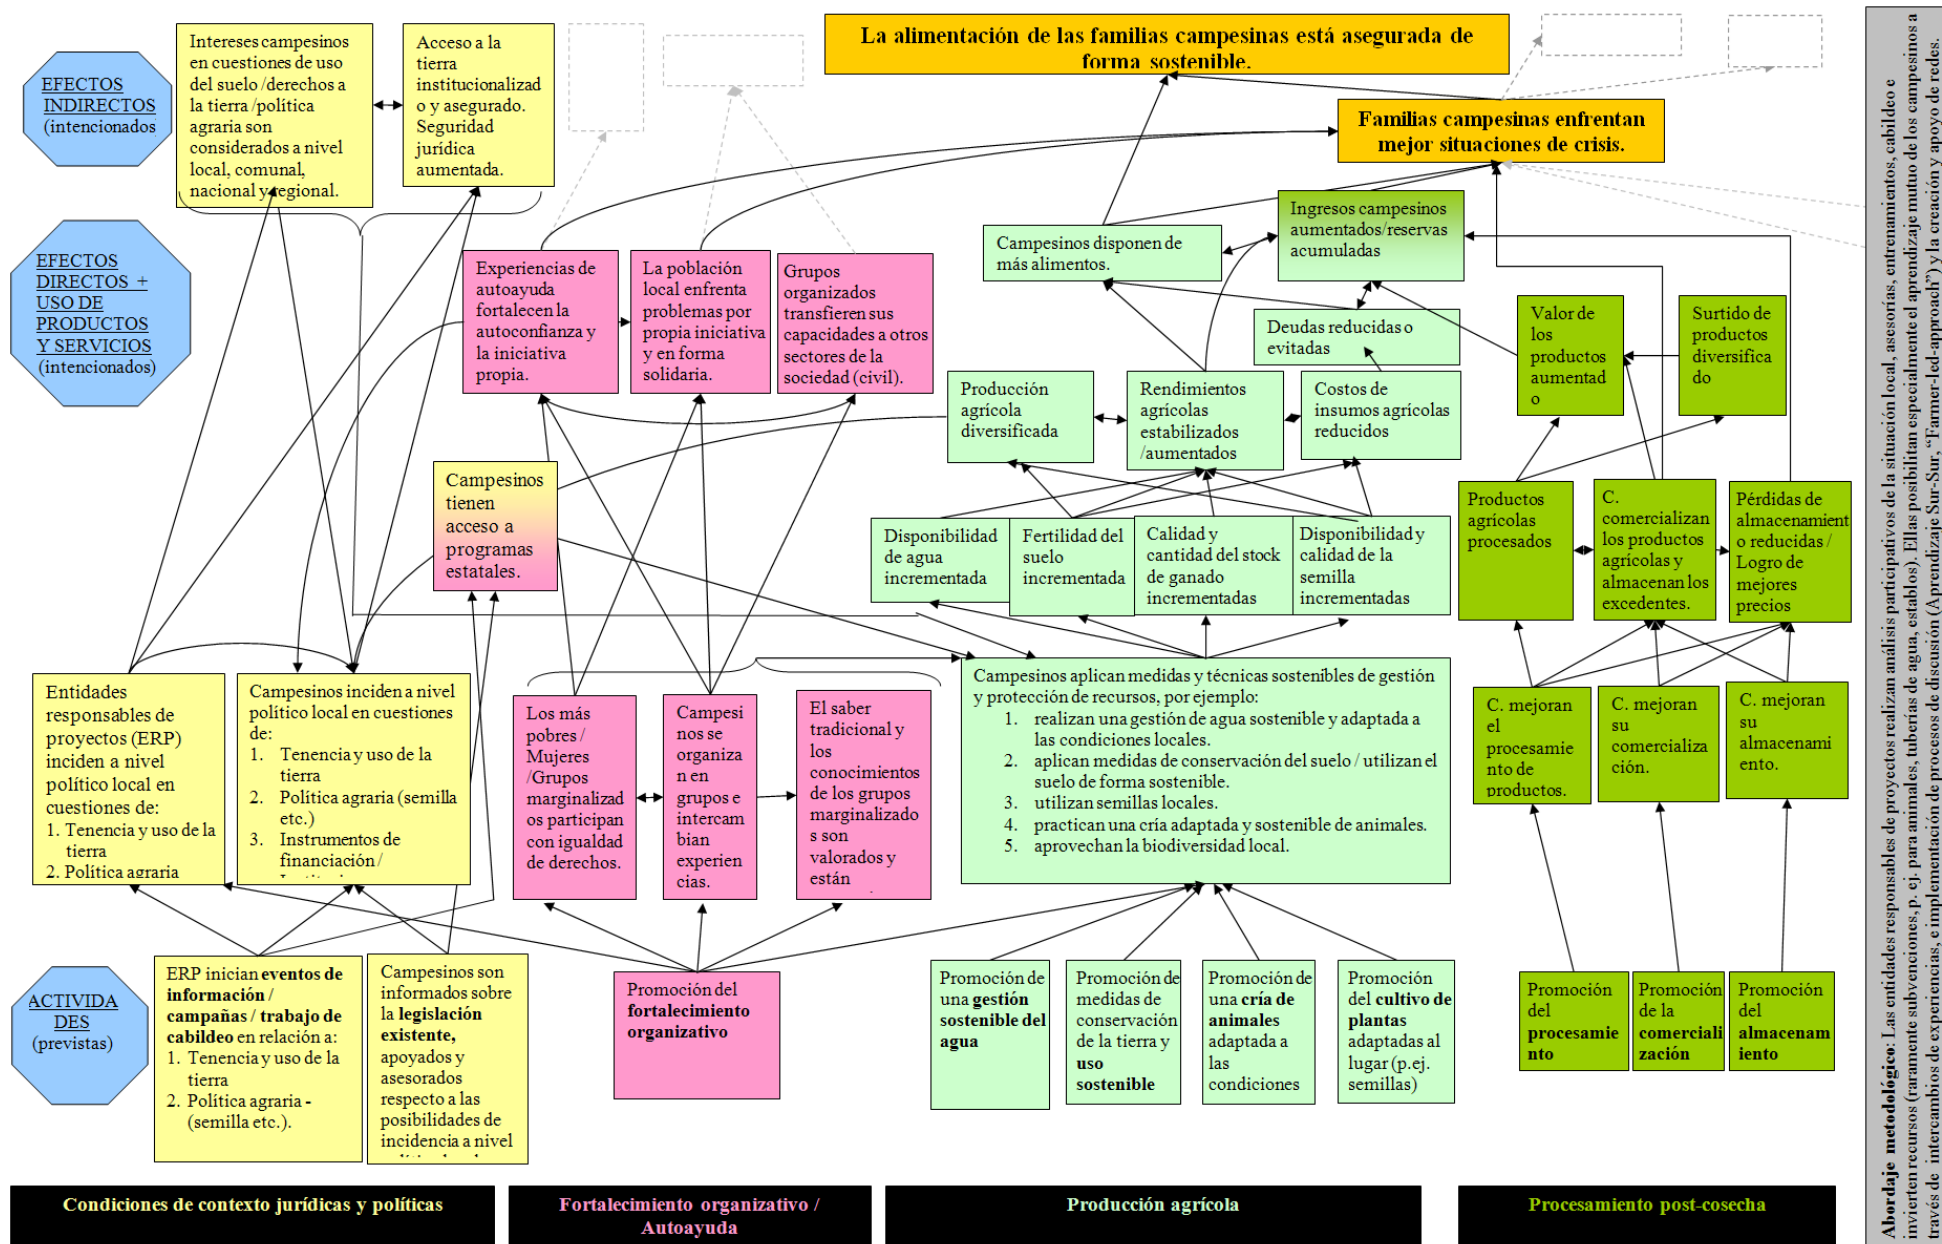 La alimentación de las familias campesinas está asegurada de
forma sostenible.
EFECTOS
INDIRECTOS
(intencionados
Intereses campesinos
en cuestiones de uso
del suelo /derechos a
la tierra /política
agraria son
considerados a nivel
local, comunal,
nacional y regional.
Acceso a la
tierra
institucionalizad
o y asegurado.
Seguridad
jurídica
aumentada.
Familias campesinas enfrentan
mejor situaciones de crisis.
EFECTOS
DIRECTOS +
USO DE
PRODUCTOS
Y SERVICIOS
(intencionados)
Experiencias de
autoayuda
fortalecen la
autoconfianza y
la iniciativa
propia.
La población
local enfrenta
problemas por
propia iniciativa
y en forma
solidaria.
Grupos
organizados
transfieren sus
capacidades a otros
sectores de la
sociedad (civil).
Campesinos disponen de
más alimentos.
Ingresos campesinos
aumentados/reservas
acumuladas
Deudas reducidas o
evitadas
Valor de
los
productos
aumentad
o
Surtido de
productos
diversifica
do
Producción
agrícola
diversificada
Rendimientos
agrícolas
estabilizados
/aumentados
Costos de
insumos agrícolas
reducidos
Campesinos
tienen
acceso a
programas
estatales.
Disponibilidad
de agua
incrementada
Fertilidad del
suelo
incrementada
Calidad y
cantidad del stock
de ganado
incrementadas
Disponibilidad y
calidad de la
semilla
incrementadas
Productos
agrícolas
procesados
C.
comercializan
los productos
agrícolas y
almacenan los
excedentes.
Pérdidas de
almacenamient
o reducidas /
Logro de
mejores
precios
Entidades
responsables de
proyectos (ERP)
inciden a nivel
político local en
cuestiones de:
1. Tenencia y uso de la
tierra
2. Política agraria
Campesinos inciden a nivel
político local en cuestiones
de:
1. Tenencia y uso de la
tierra
2. Política agraria (semilla
etc.)
3. Instrumentos de
financiación /
Los más
pobres /
Mujeres
/Grupos
marginalizad
os participan
con igualdad
de derechos.
Campesi
nos se
organiza
n en
grupos e
intercam
bian
experien
cias.
El saber
tradicional y
los
conocimientos
de los grupos
marginalizado
s son
valorados y
están
Campesinos aplican medidas y técnicas sostenibles de gestión
y protección de recursos, por ejemplo:
1. realizan una gestión de agua sostenible y adaptada a
las condiciones locales.
2. aplican medidas de conservación del suelo / utilizan el
suelo de forma sostenible.
3. utilizan semillas locales.
4. practican una cría adaptada y sostenible de animales.
5. aprovechan la biodiversidad local.
C. mejoran
el
procesamie
nto de
productos.
C. mejoran
su
comercializa
ción.
C. mejoran
su
almacenami
ento.
ACTIVIDA
DES
(previstas)
ERP inician eventos de
información /
campañas / trabajo de
cabildeo en relación a:
1. Tenencia y uso de la
tierra
2. Política agraria -
(semilla etc.).
Campesinos son
informados sobre
la legislación
existente,
apoyados y
asesorados
respecto a las
posibilidades de
incidencia a nivel
Promoción del
fortalecimiento
organizativo
Promoción de
una gestión
sostenible del
agua
Promoción de
medidas de
conservación
de la tierra y
uso
sostenible
Promoción de
una cría de
animales
adaptada a
las
condiciones
Promoción
del cultivo de
plantas
adaptadas al
lugar (p.ej.
semillas)
Promoción
del
procesamie
nto
Promoción
de la
comerciali
zación
Promoción
del
almacenam
iento
Condiciones de contexto jurídicas y políticas
Fortalecimiento organizativo /
Autoayuda
Producción agrícola
Procesamiento post-cosecha
Abordaje metodológico: Las entidades responsables de proyectos realizan análisis participativos de la situación local, asesorías, entrenamientos, cabildeo e
invierten recursos (raramente subvenciones, p. ej. para animales, tuberías de agua, establos). Ellas posibilitan especialmente el aprendizaje mutuo de los campesinos a
través de intercambios de experiencias, e implementación de procesos de discusión (Aprendizaje Sur-Sur, “Farmer-led-approach”) y la creación y apoyo de redes.